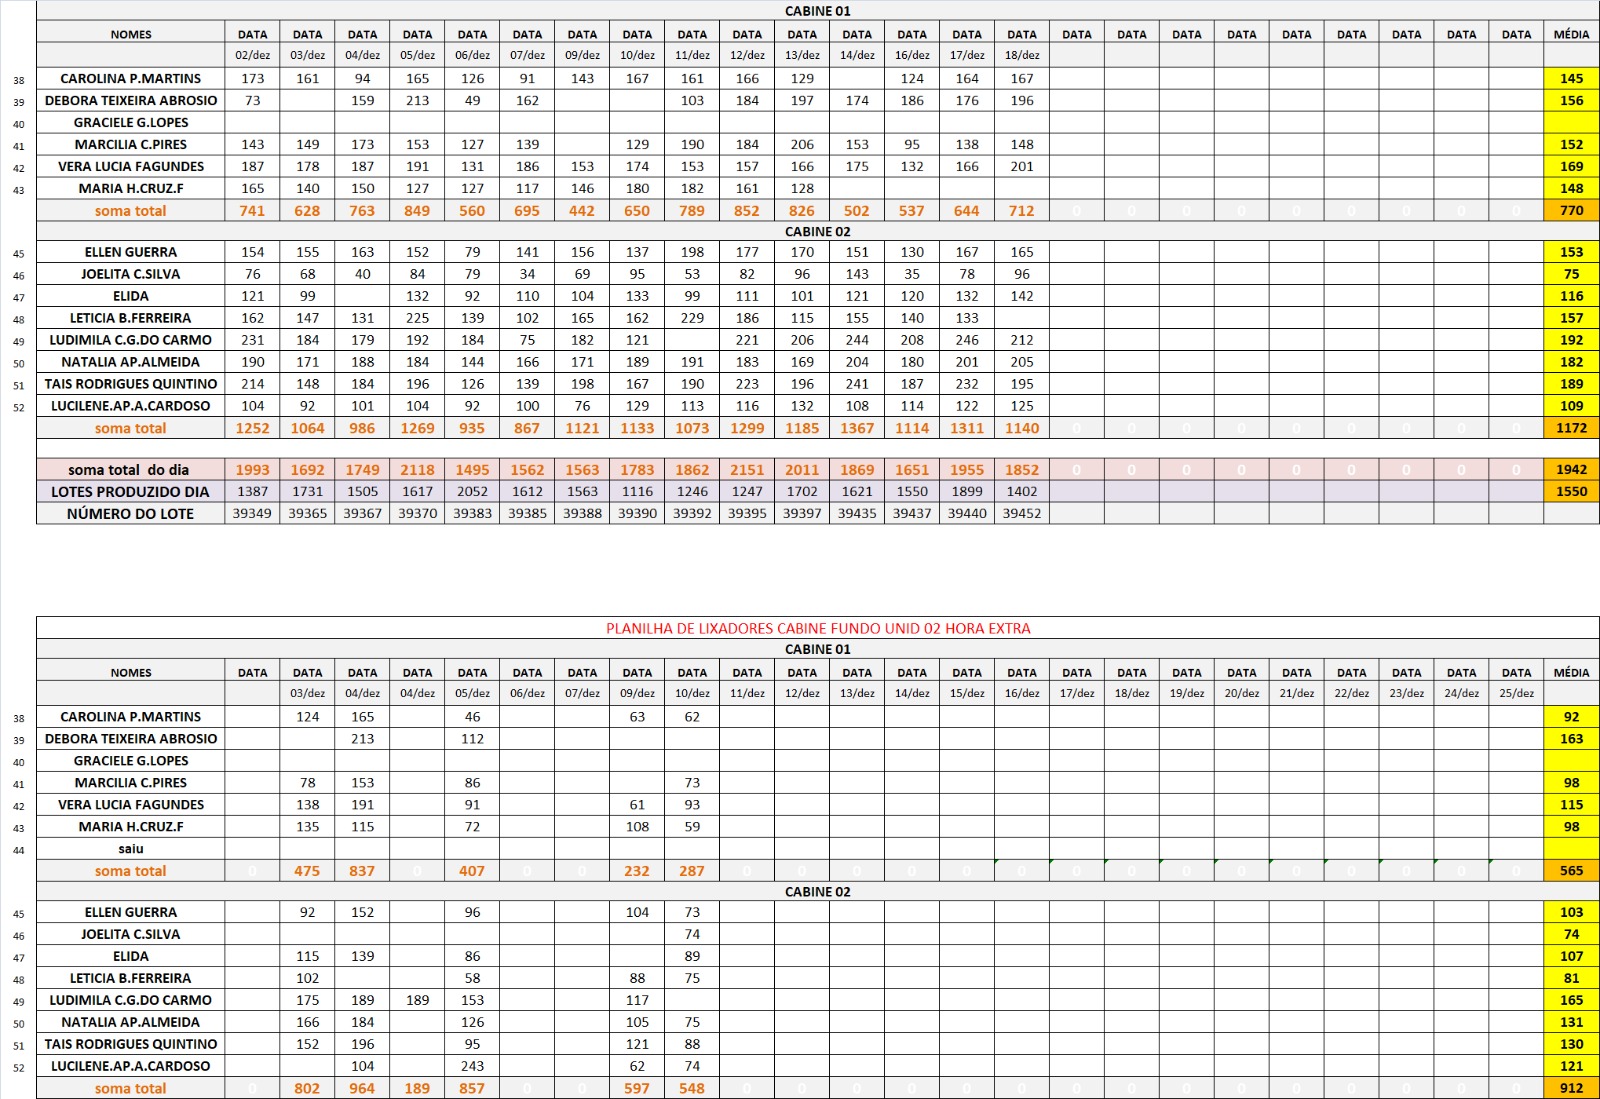 CABINE 01
NOMES DATA DATA DATA DATA DATA DATA DATA DATA DATA DATA DATA DATA DATA DATA DATA DATA DATA DATA DATA DATA DATA DATA DATA DATA MÉDIA
02/dez 03/dez 04/dez 05/dez 06/dez 07/dez 09/dez 10/dez 11/dez 12/dez 13/dez 14/dez 16/dez 17/dez 18/dez
38 CAROLINA P.MARTINS 173 161 94 165 126 91 143 167 161 166 129 124 164 167 145
39 DEBORA TEIXEIRA ABROSIO 73 159 213 49 162 103 184 197 174 186 176 196 156
40 GRACIELE G.LOPES
41 MARCILIA C.PIRES 143 149 173 153 127 139 129 190 184 206 153 95 138 148 152
42 VERA LUCIA FAGUNDES 187 178 187 191 131 186 153 174 153 157 166 175 132 166 201 169
43 MARIA H.CRUZ.F 165 140 150 127 127 117 146 180 182 161 128 148
soma total 741 628 763 849 560 695 442 650 789 852 826 502 537 644 712 0 0 0 0 0 0 0 0 0 770
CABINE 02
45 ELLEN GUERRA 154 155 163 152 79 141 156 137 198 177 170 151 130 167 165 153
46 JOELITA C.SILVA 76 68 40 84 79 34 69 95 53 82 96 143 35 78 96 75
47 ELIDA 121 99 132 92 110 104 133 99 111 101 121 120 132 142 116
48 LETICIA B.FERREIRA 162 147 131 225 139 102 165 162 229 186 115 155 140 133 157
49 LUDIMILA C.G.DO CARMO 231 184 179 192 184 75 182 121 221 206 244 208 246 212 192
50 NATALIA AP.ALMEIDA 190 171 188 184 144 166 171 189 191 183 169 204 180 201 205 182
51 TAIS RODRIGUES QUINTINO 214 148 184 196 126 139 198 167 190 223 196 241 187 232 195 189
52 LUCILENE.AP.A.CARDOSO 104 92 101 104 92 100 76 129 113 116 132 108 114 122 125 109
soma total 1252 1064 986 1269 935 867 1121 1133 1073 1299 1185 1367 1114 1311 1140 0 0 0 0 0 0 0 0 0 1172
soma total do dia 1993 1692 1749 2118 1495 1562 1563 1783 1862 2151 2011 1869 1651 1955 1852 0 0 0 0 0 0 0 0 0 1942
LOTES PRODUZIDO DIA 1387 1731 1505 1617 2052 1612 1563 1116 1246 1247 1702 1621 1550 1899 1402 1550
NÚMERO DO LOTE 39349 39365 39367 39370 39383 39385 39388 39390 39392 39395 39397 39435 39437 39440 39452
PLANILHA DE LIXADORES CABINE FUNDO UNID 02 HORA EXTRA
CABINE 01
NOMES DATA DATA DATA DATA DATA DATA DATA DATA DATA DATA DATA DATA DATA DATA DATA DATA DATA DATA DATA DATA DATA DATA DATA DATA MÉDIA
03/dez 04/dez 04/dez 05/dez 06/dez 07/dez 09/dez 10/dez 11/dez 12/dez 13/dez 14/dez 15/dez 16/dez 17/dez 18/dez 19/dez 20/dez 21/dez 22/dez 23/dez 24/dez 25/dez
38 CAROLINA P.MARTINS 124 165 46 63 62 92
39 DEBORA TEIXEIRA ABROSIO 213 112 163
40 GRACIELE G.LOPES
41 MARCILIA C.PIRES 78 153 86 73 98
42 VERA LUCIA FAGUNDES 138 191 91 61 93 115
43 MARIA H.CRUZ.F 135 115 72 108 59 98
44 saiu
soma total 0 475 837 0 407 0 0 232 287 0 0 0 0 0 0 0 0 0 0 0 0 0 0 0 565
CABINE 02
45 ELLEN GUERRA 92 152 96 104 73 103
46 JOELITA C.SILVA 74 74
47 ELIDA 115 139 86 89 107
48 LETICIA B.FERREIRA 102 58 88 75 81
49 LUDIMILA C.G.DO CARMO 175 189 189 153 117 165
50 NATALIA AP.ALMEIDA 166 184 126 105 75 131
51 TAIS RODRIGUES QUINTINO 152 196 95 121 88 130
52 LUCILENE.AP.A.CARDOSO 104 243 62 74 121
soma total 0 802 964 189 857 0 0 597 548 0 0 0 0 0 0 0 0 0 0 0 0 0 0 0 912